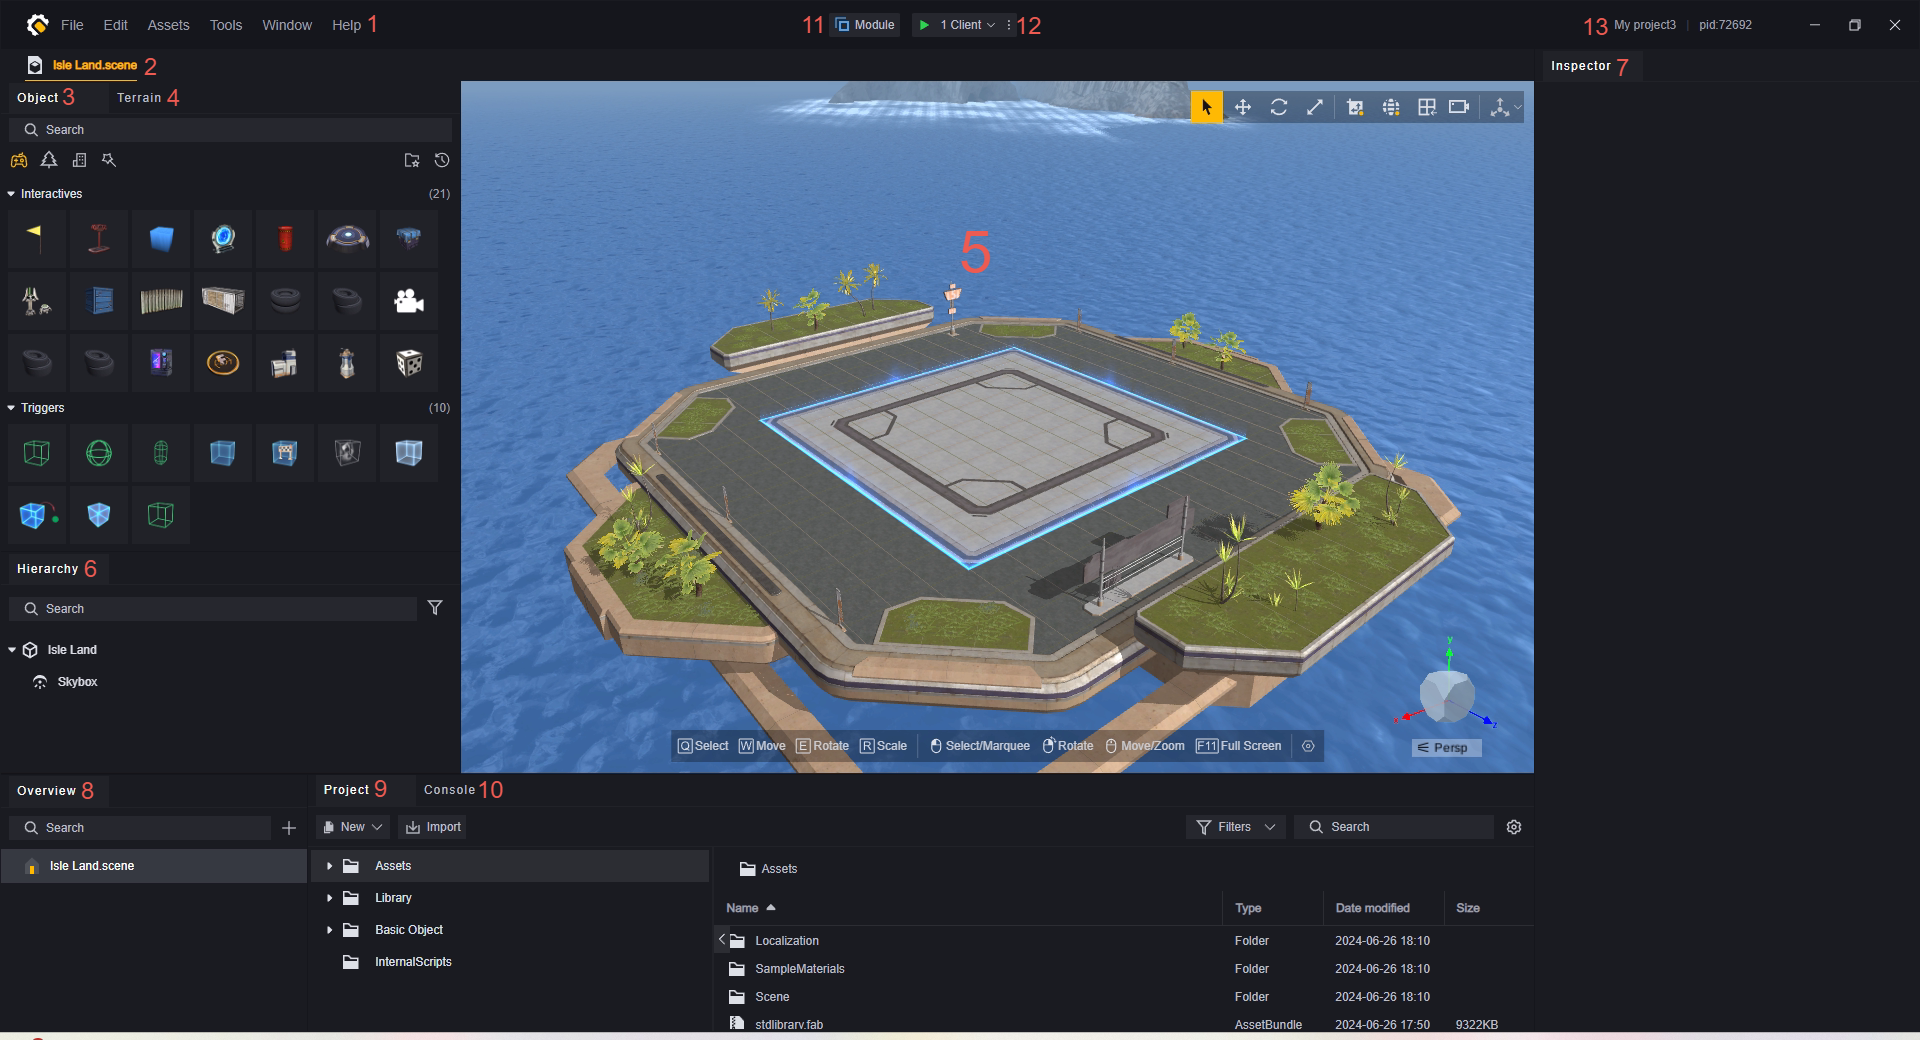 File Edit Assets Tools Window Help 1 11 Module 1 Client 12 13 My project3 pid:72692
Isle Land.scene 2
Inspector 7
Object 3 Terrain 4
Search
Interactives (21)
5
Triggers (10)
Hierarchy 6
Search
Isle Land
Skybox
y
x
z
Q Select W Move E Rotate R Scale Select/Marquee Rotate Move/Zoom F11 Full Screen
Persp
Overview 8
Project 9 Console 10
Search
New Import Filters Search
Isle Land.scene
Assets
Library
Basic Object
InternalScripts
Assets
Name Type Date modified Size
Localization Folder 2024-06-26 18:10
SampleMaterials Folder 2024-06-26 18:10
Scene Folder 2024-06-26 18:10
stdlibrary.fab AssetBundle 2024-06-26 17:50 9322KB